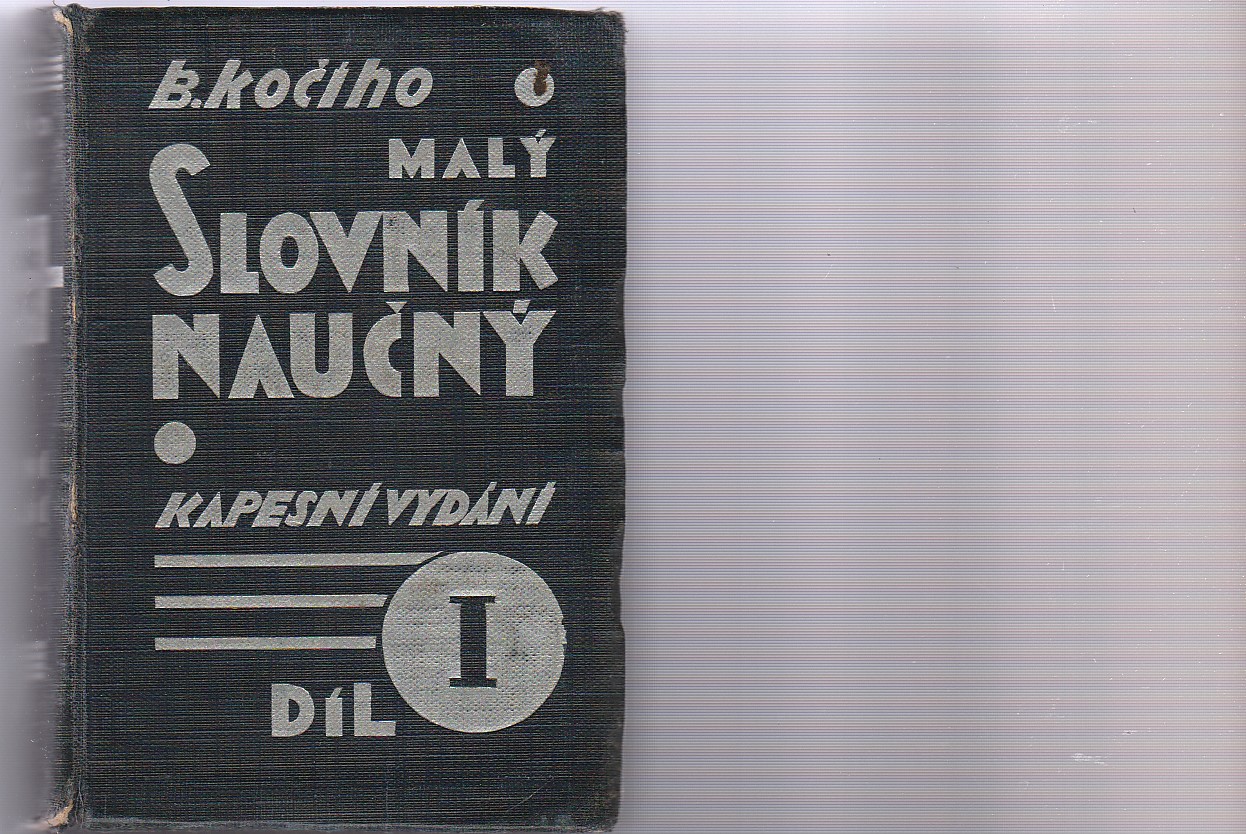 B. Kočího
MALÝ
SLOVNÍK
NAUČNÝ
KAPESNÍ VYDÁNÍ
I
DÍL